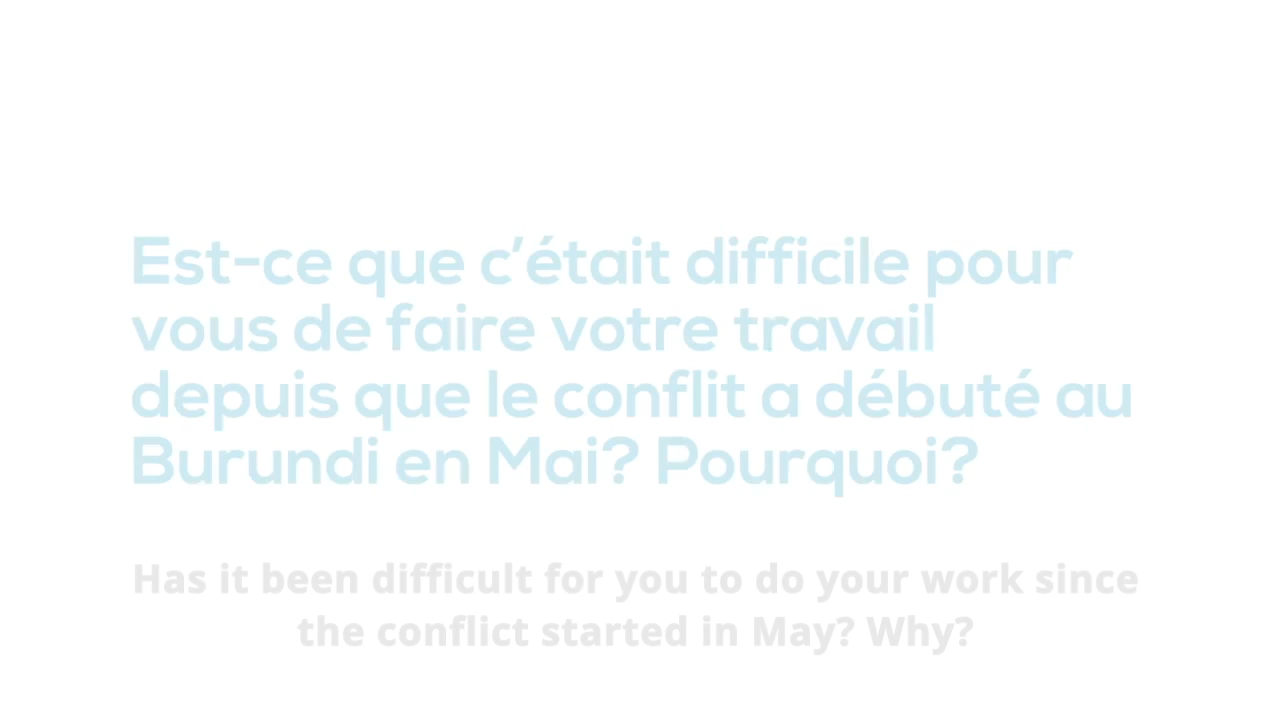 Est-ce que c’était difficile pour
vous de faire votre travail
depuis que le conflit a débuté au
Burundi en Mai? Pourquoi?
Has it been difficult for you to do your work since
the conflict started in May? Why?